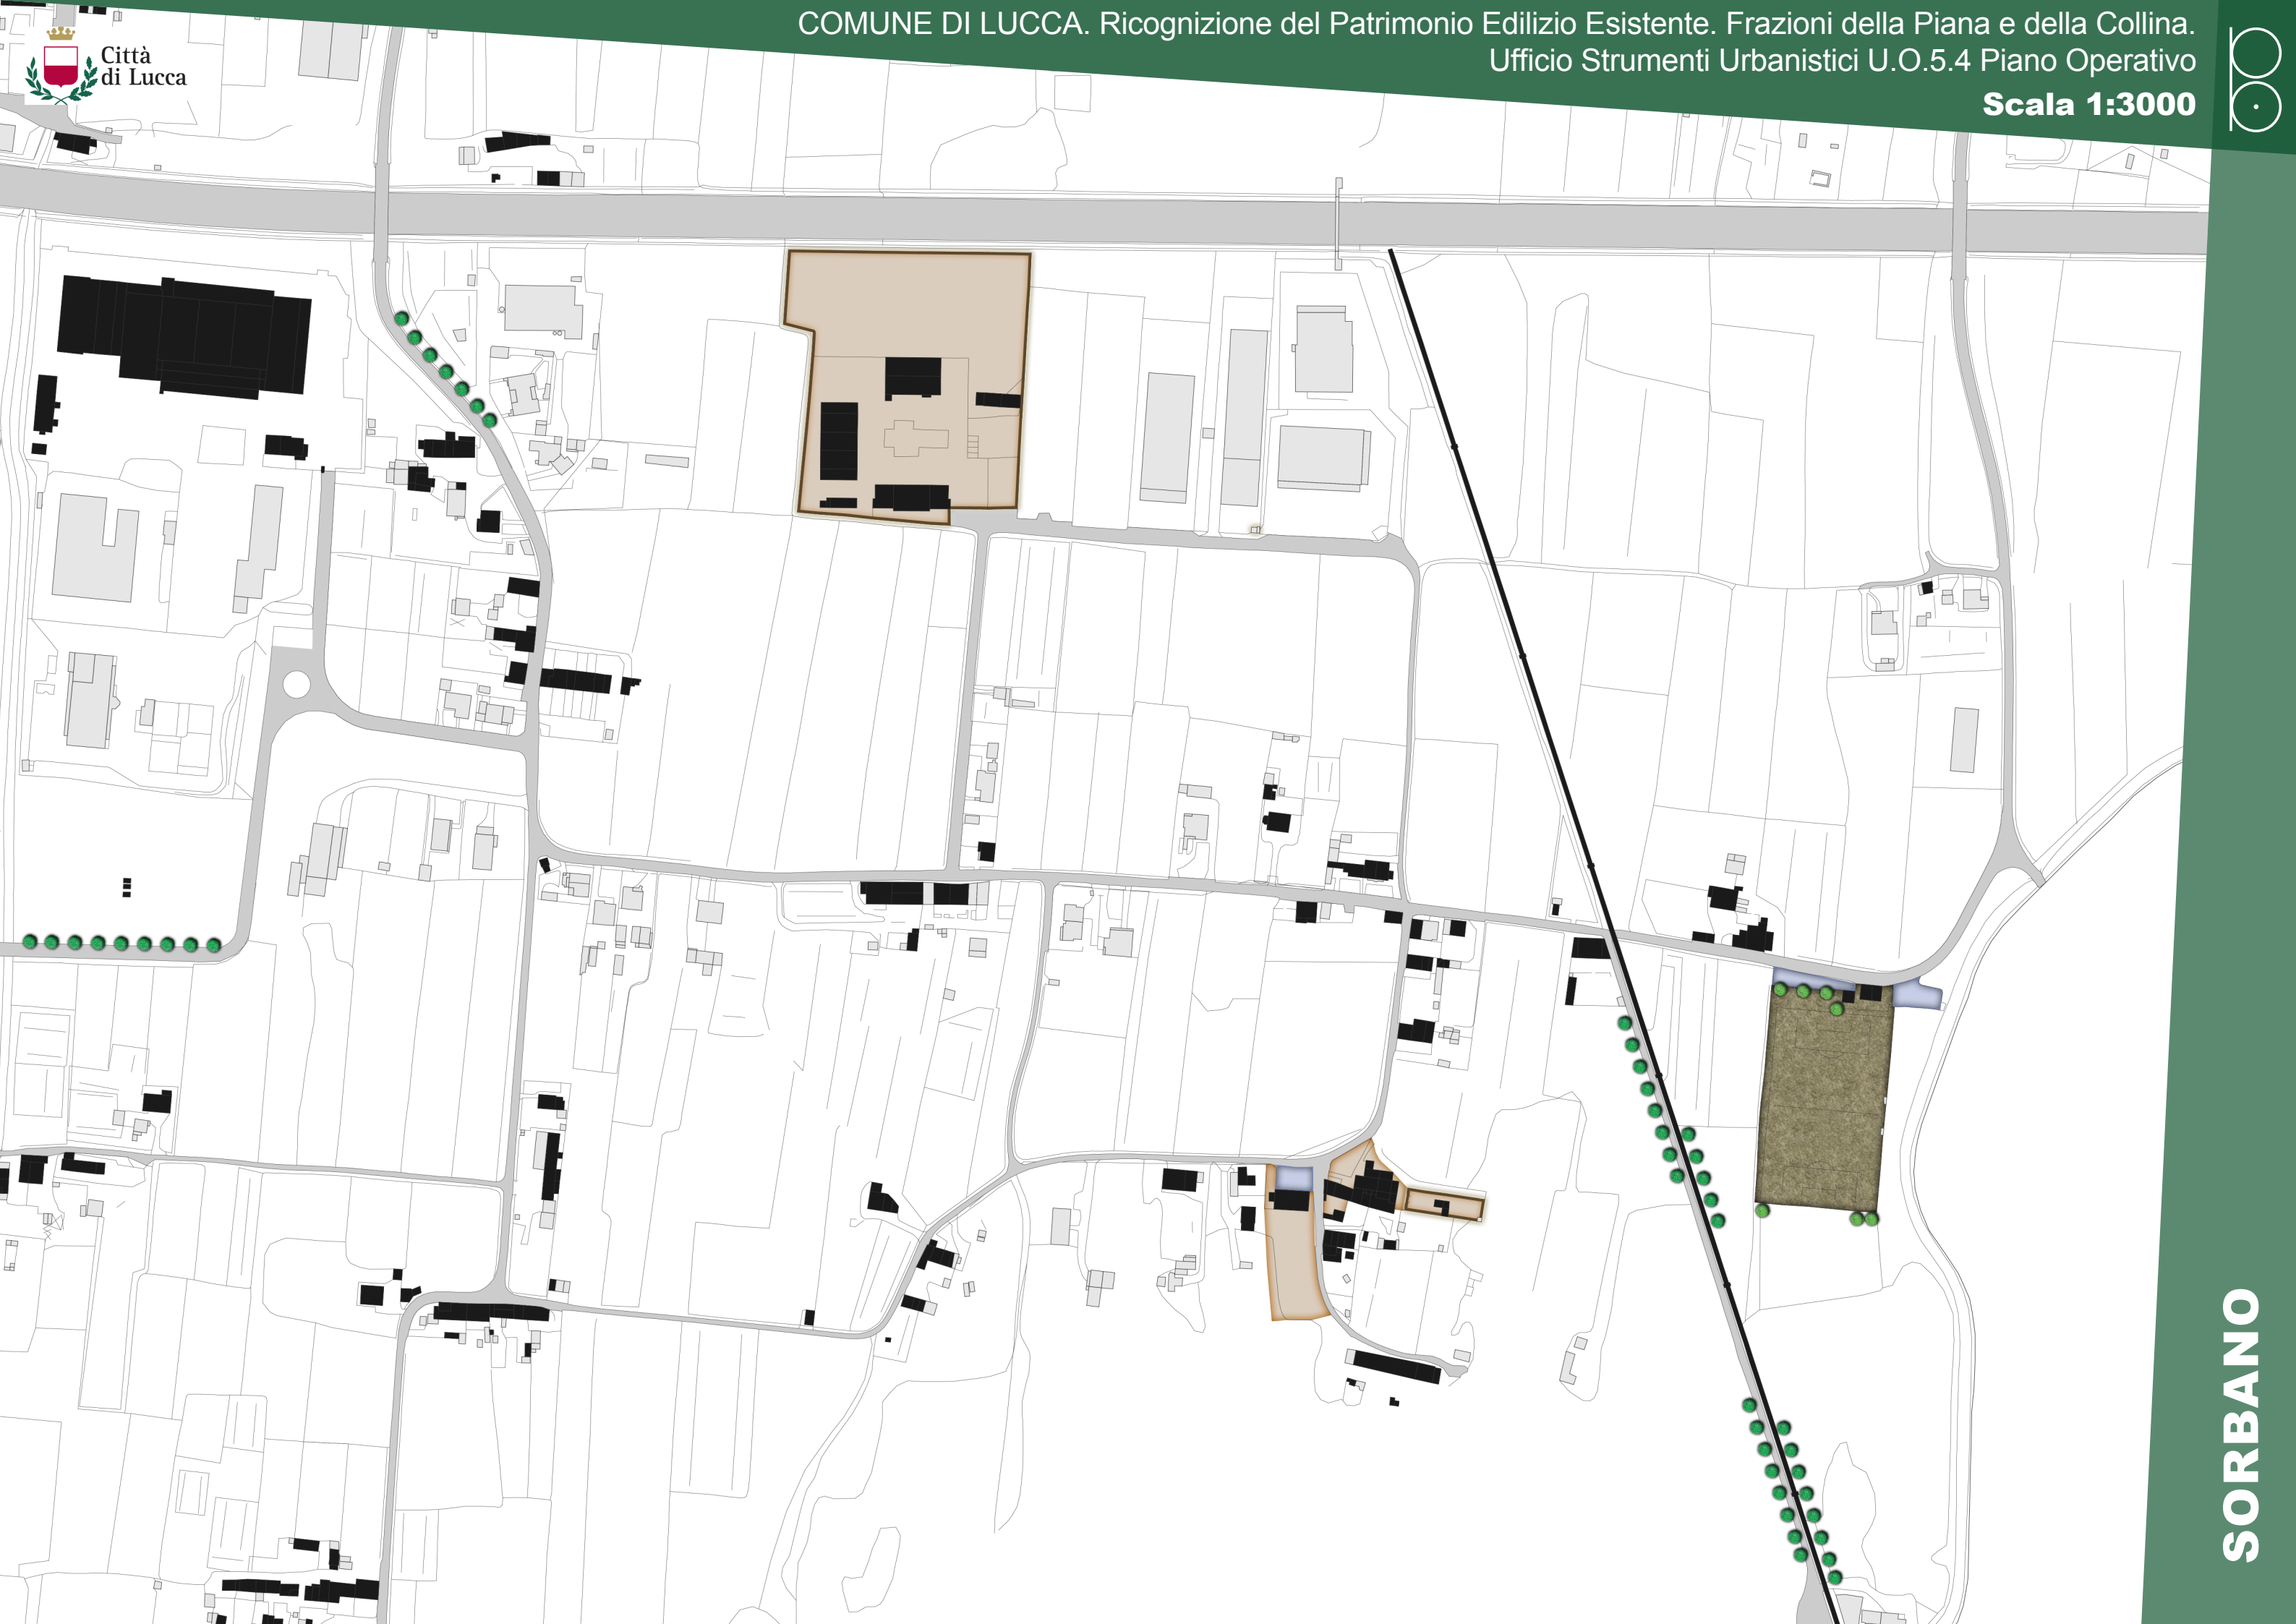 COMUNE DI LUCCA. Ricognizione del Patrimonio Edilizio Esistente. Frazioni della Piana e della Collina.
Ufficio Strumenti Urbanistici U.O.5.4 Piano Operativo
Scala 1:3000
Città
di Lucca
SORBANO